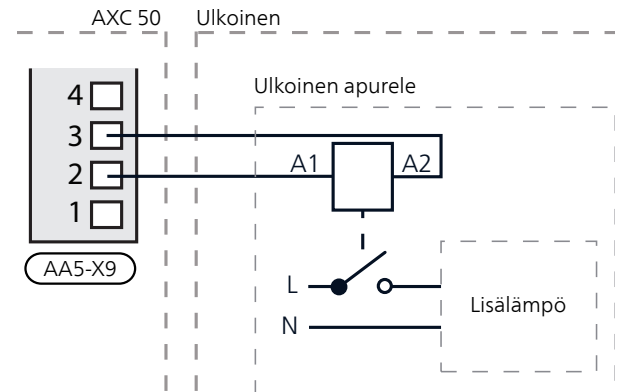 AXC 50
Ulkoinen
Ulkoinen apurele
4
3
2
1
A1
A2
AA5-X9
L
N
Lisälämpö